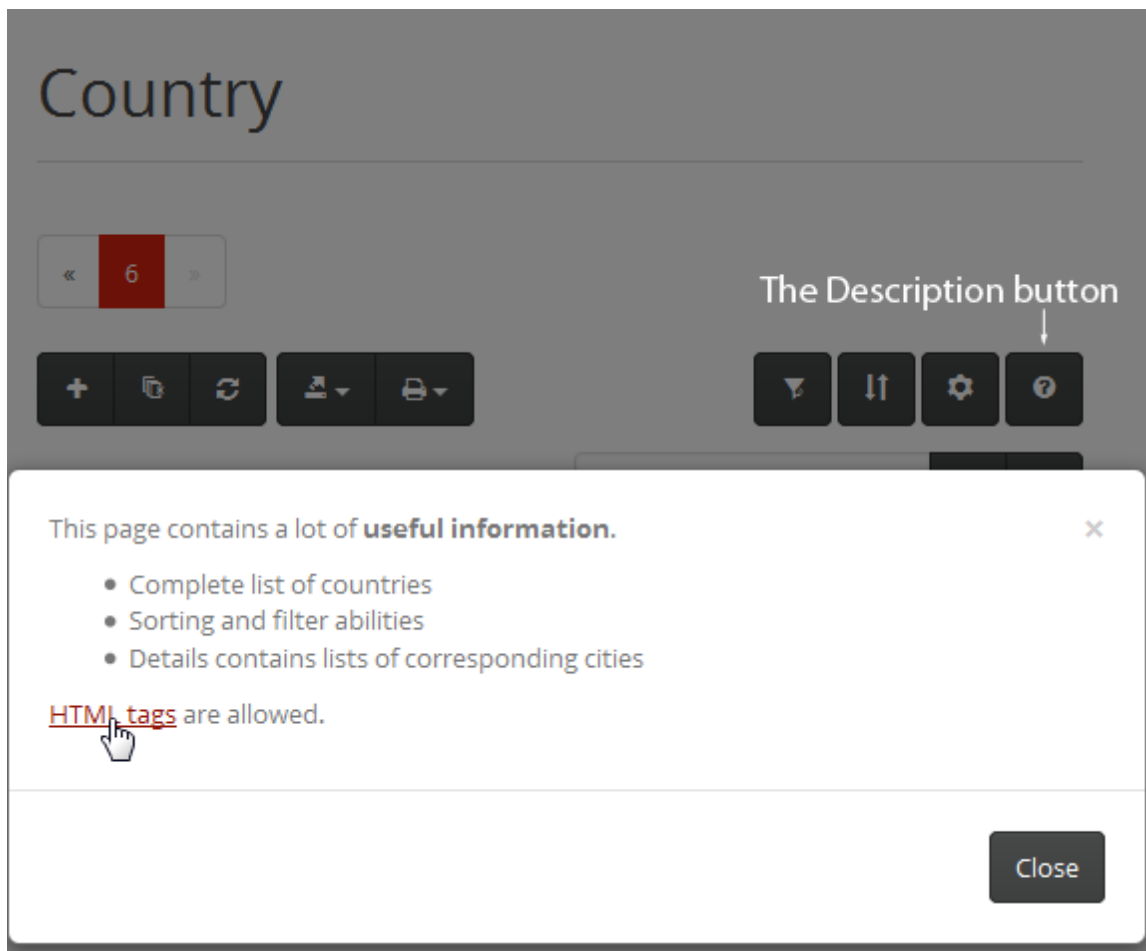 Country
« 6 »
The Description button
This page contains a lot of useful information.
×
Complete list of countries
Sorting and filter abilities
Details contains lists of corresponding cities
HTML tags are allowed.
Close